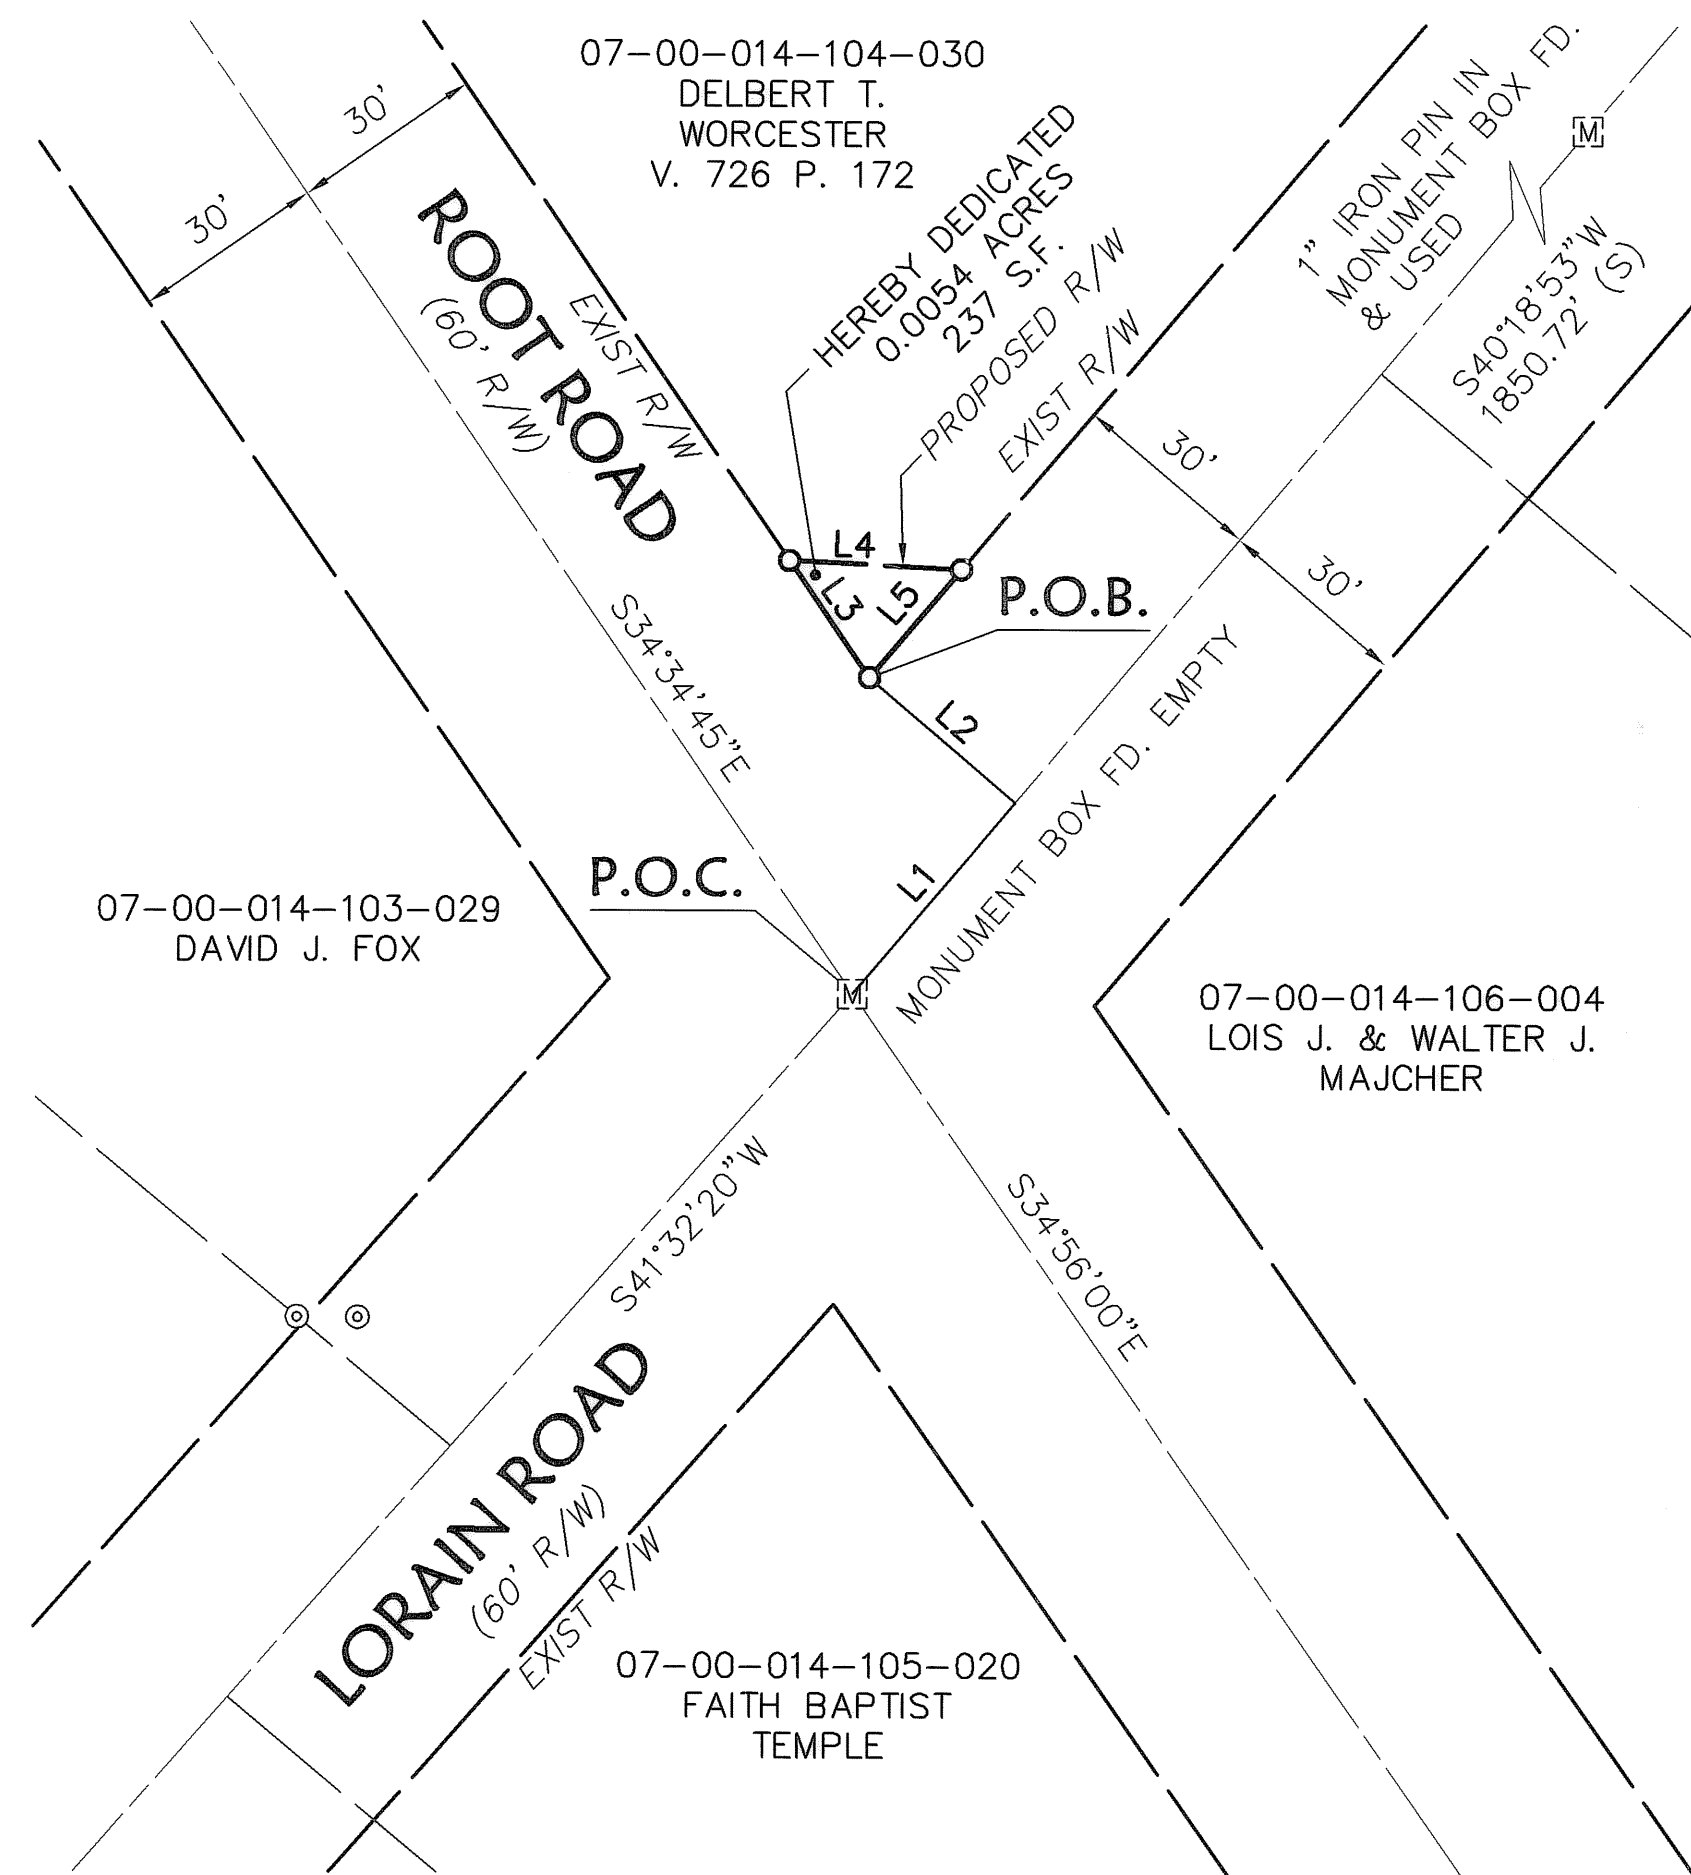 07-00-014-104-030
DELBERT T.
WORCESTER
V. 726 P. 172
30'
30'
ROOT ROAD
(60' R/W)
EXIST R/W
HEREBY DEDICATED
0.0054 ACRES
237 S.F.
PROPOSED R/W
EXIST R/W
1" IRON PIN IN
MONUMENT BOX FD.
& USED
M
S40°18'53"W
1850.72' (S)
30'
30'
L4
L3
L5
P.O.B.
L2
S34°34'45"E
L1
MONUMENT BOX FD. EMPTY
P.O.C.
M
07-00-014-103-029
DAVID J. FOX
07-00-014-106-004
LOIS J. & WALTER J.
MAJCHER
S41°32'20"W
S34°56'00"E
LORAIN ROAD
(60' R/W)
EXIST R/W
07-00-014-105-020
FAITH BAPTIST
TEMPLE